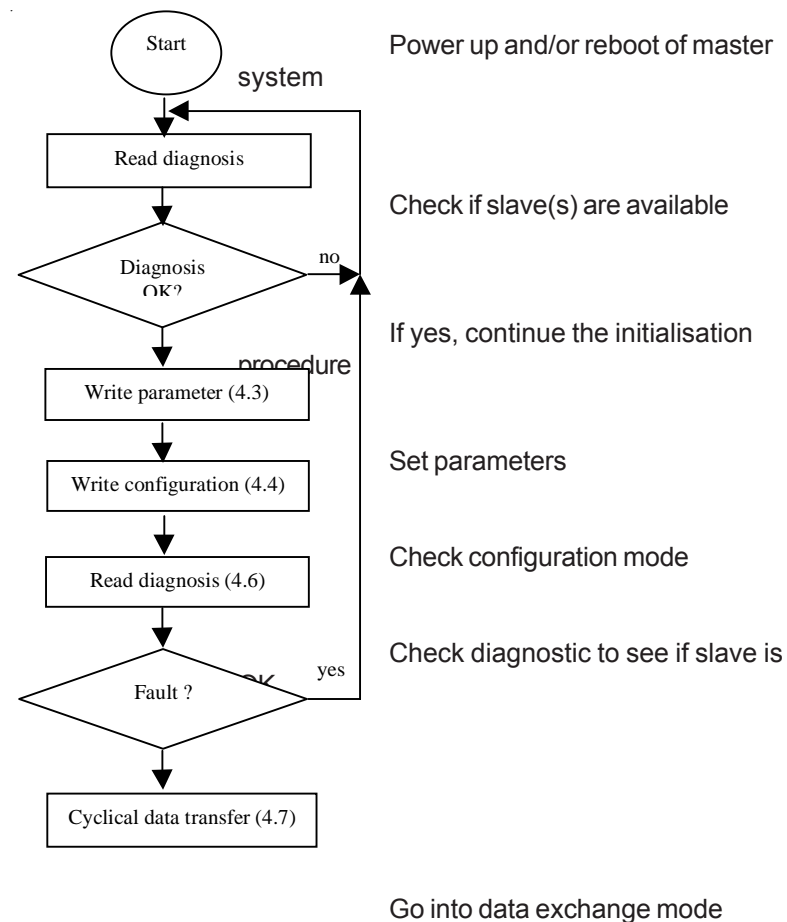 Start
Power up and/or reboot of master
system
Read diagnosis
Check if slave(s) are available
Diagnosis
no
OK?
If yes, continue the initialisation
procedure
Write parameter (4.3)
Set parameters
Write configuration (4.4)
Check configuration mode
Read diagnosis (4.6)
Check diagnostic to see if slave is
OK
yes
Fault ?
Cyclical data transfer (4.7)
Go into data exchange mode